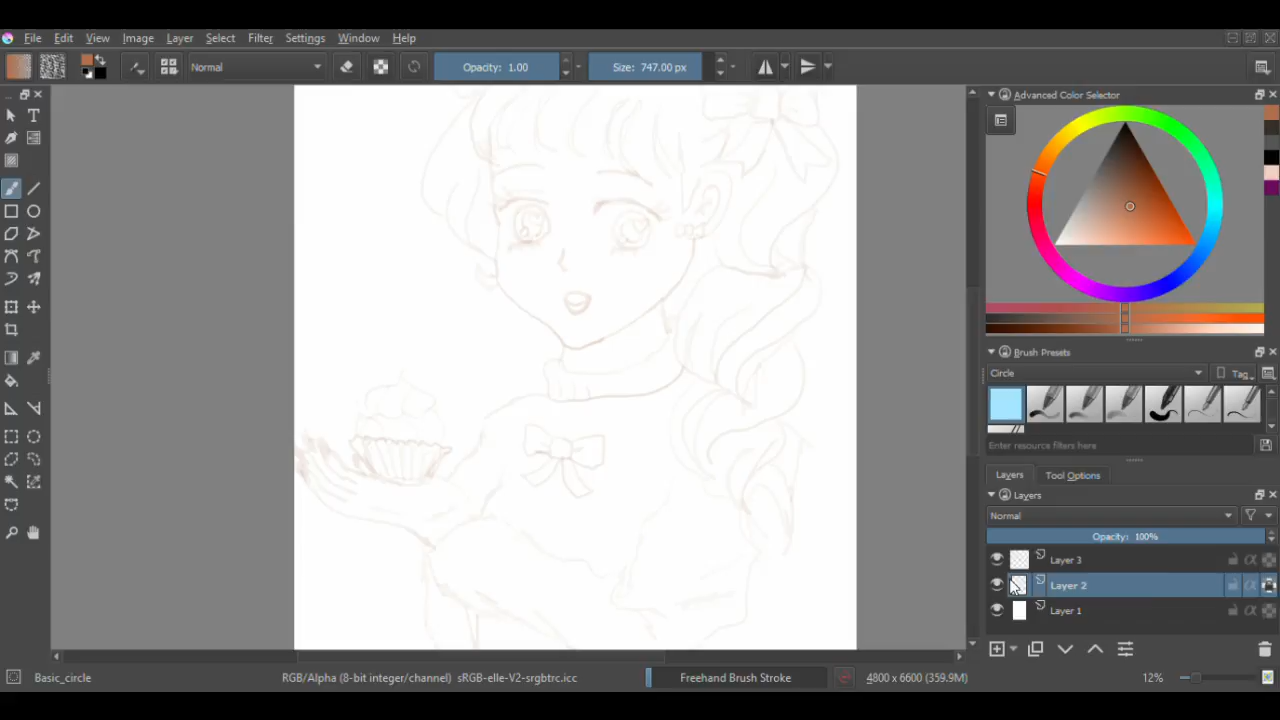 File Edit View Image Layer Select Filter Settings Window Help
Normal Opacity: 1.00 Size: 747.00 px
Advanced Color Selector
Brush Presets
Circle Tag
Enter resource filters here
Layers Tool Options
Layers
Normal
Opacity: 100%
Layer 3
Layer 2
Layer 1
Basic_circle RGB/Alpha (8-bit integer/channel) sRGB-elle-V2-srgbtrc.icc Freehand Brush Stroke 4800 x 6600 (359.9M) 12%